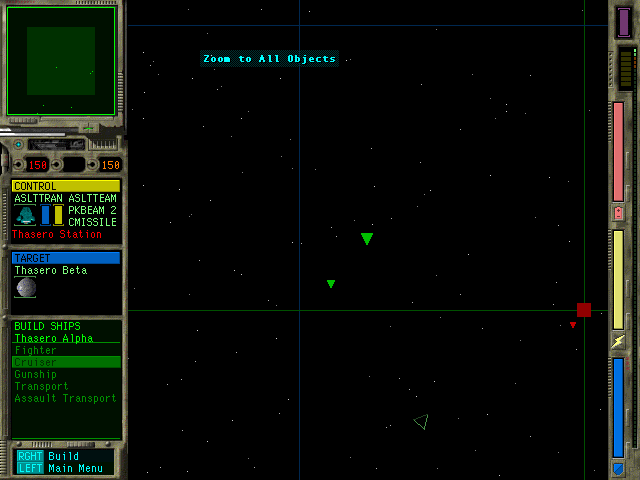 Zoom to All Objects
150 150
CONTROL
ASLTTRAN ASLTTEAM
PKBEAM 2
CMISSILE
Thasero Station
TARGET
Thasero Beta
BUILD SHIPS
Thasero Alpha
Fighter
Cruiser
Gunship
Transport
Assault Transport
RGHT Build
LEFT Main Menu